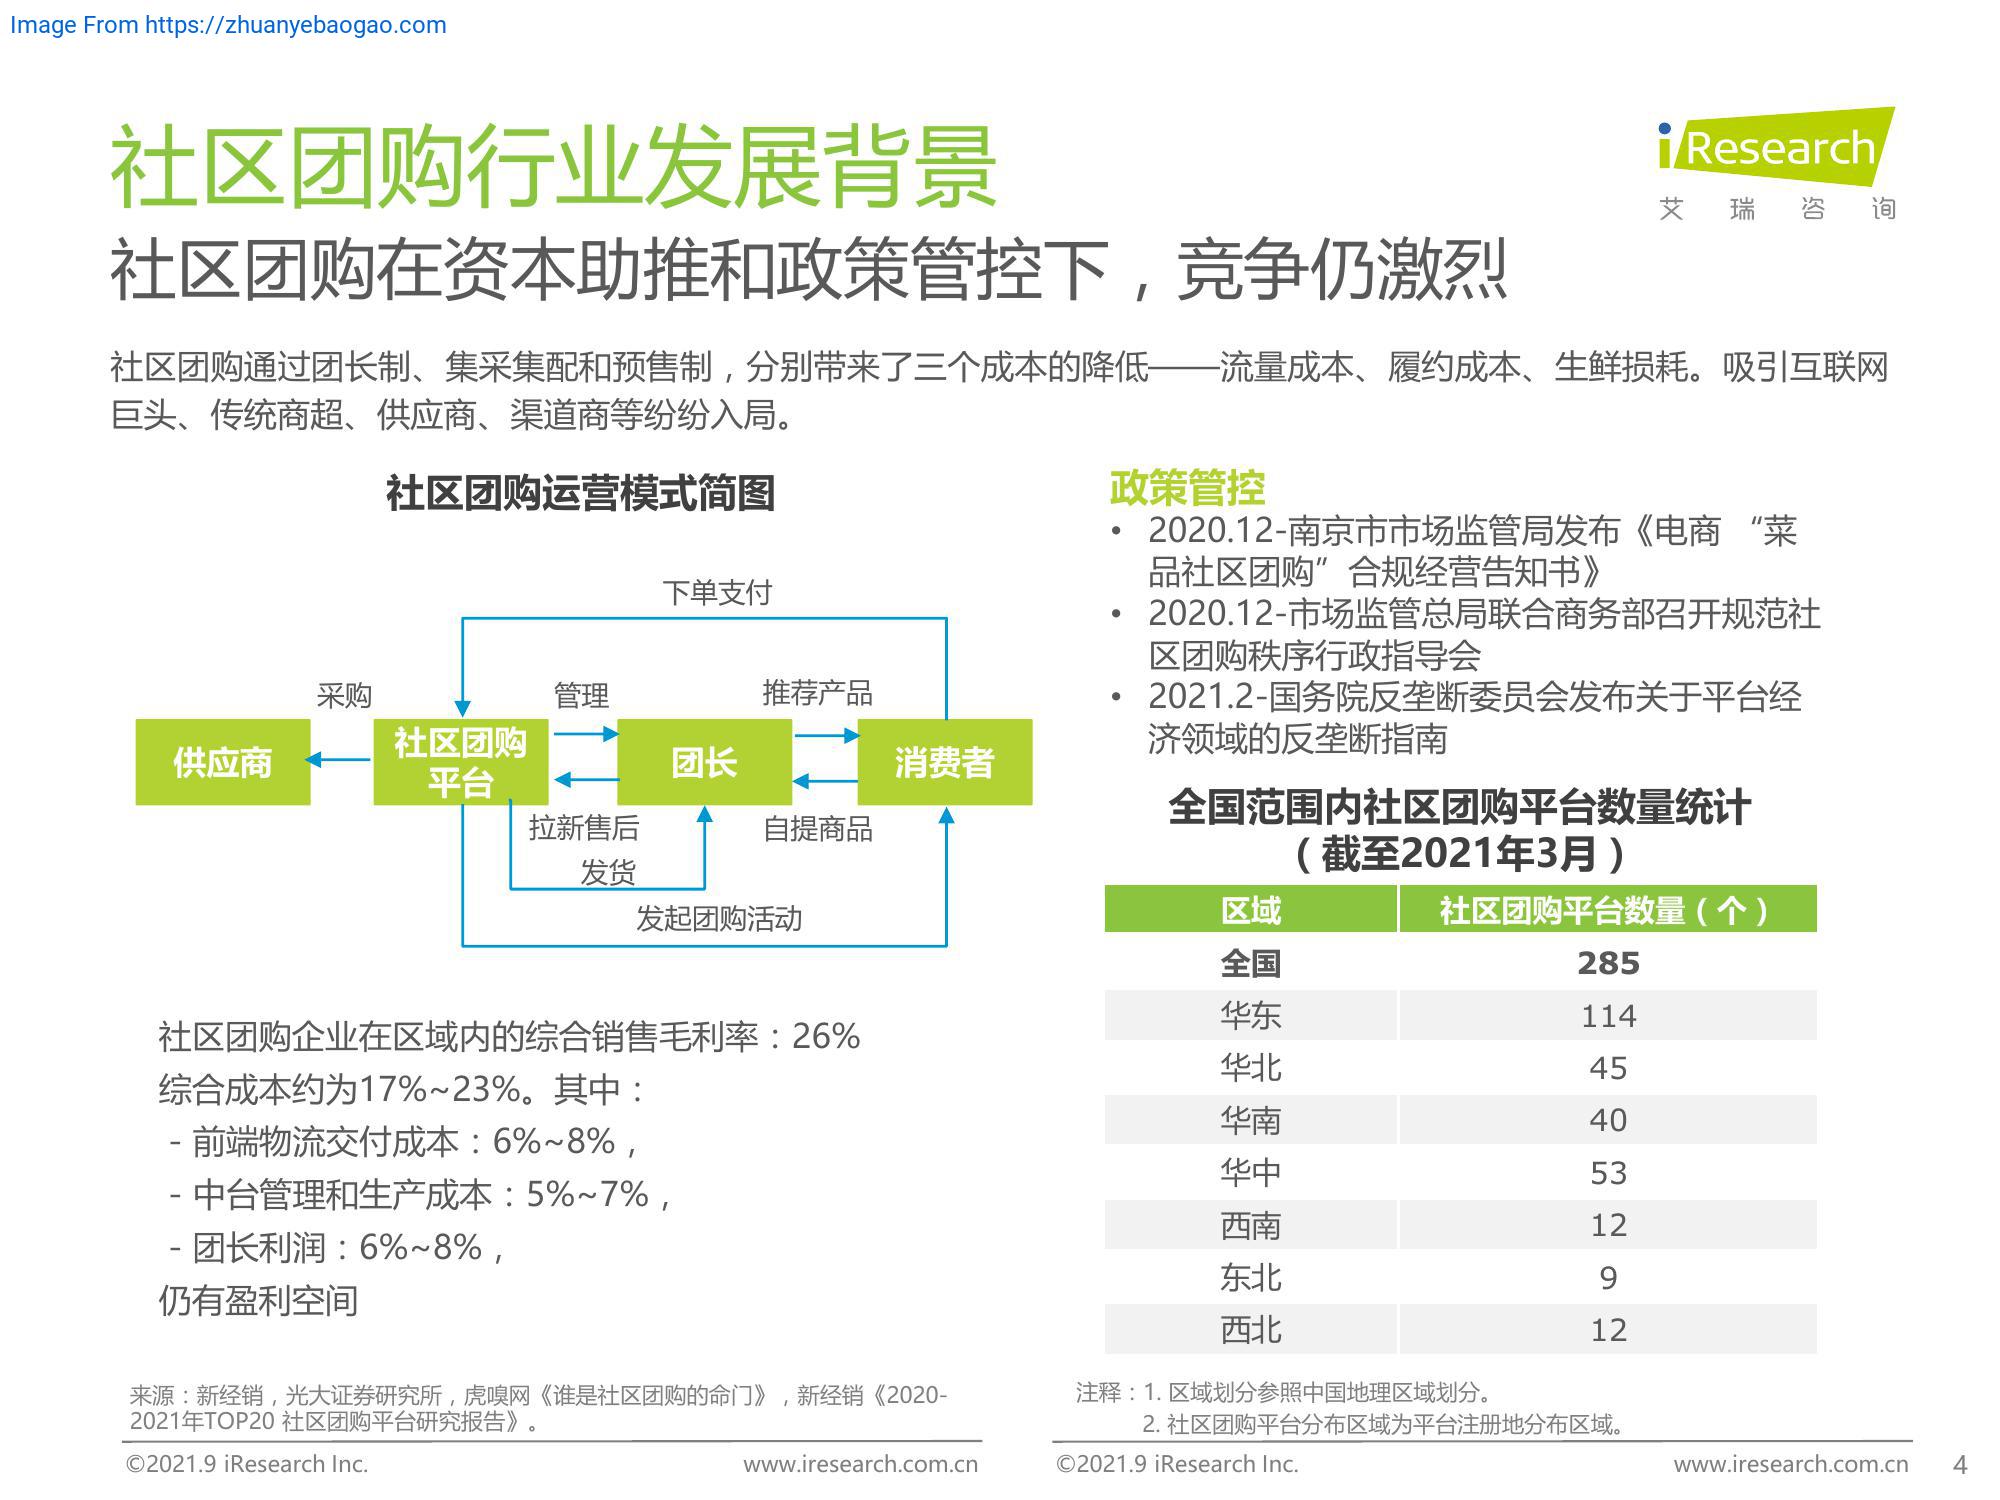 Image From https://zhuanyebaogao.com
社区团购行业发展背景
iResearch
艾瑞咨询
社区团购在资本助推和政策管控下，竞争仍激烈
社区团购通过团长制、集采集配和预售制，分别带来了三个成本的降低——流量成本、履约成本、生鲜损耗。吸引互联网
巨头、传统商超、供应商、渠道商等纷纷入局。
社区团购运营模式简图
下单支付
采购
管理
推荐产品
供应商
社区团购
平台
团长
消费者
拉新售后
自提商品
发货
发起团购活动
社区团购企业在区域内的综合销售毛利率：26%
综合成本约为17%~23%。其中：
- 前端物流交付成本：6%~8%，
- 中台管理和生产成本：5%~7%，
- 团长利润：6%~8%，
仍有盈利空间
政策管控
• 2020.12-南京市市场监管局发布《电商 “菜
品社区团购”合规经营告知书》
• 2020.12-市场监管总局联合商务部召开规范社
区团购秩序行政指导会
• 2021.2-国务院反垄断委员会发布关于平台经
济领域的反垄断指南
全国范围内社区团购平台数量统计
（截至2021年3月）
区域 社区团购平台数量（个）
全国 285
华东 114
华北 45
华南 40
华中 53
西南 12
东北 9
西北 12
来源：新经销，光大证券研究所，虎嗅网《谁是社区团购的命门》，新经销《2020-
2021年TOP20 社区团购平台研究报告》。
注释：1. 区域划分参照中国地理区域划分。
2. 社区团购平台分布区域为平台注册地分布区域。
©2021.9 iResearch Inc. www.iresearch.com.cn
©2021.9 iResearch Inc. www.iresearch.com.cn
4